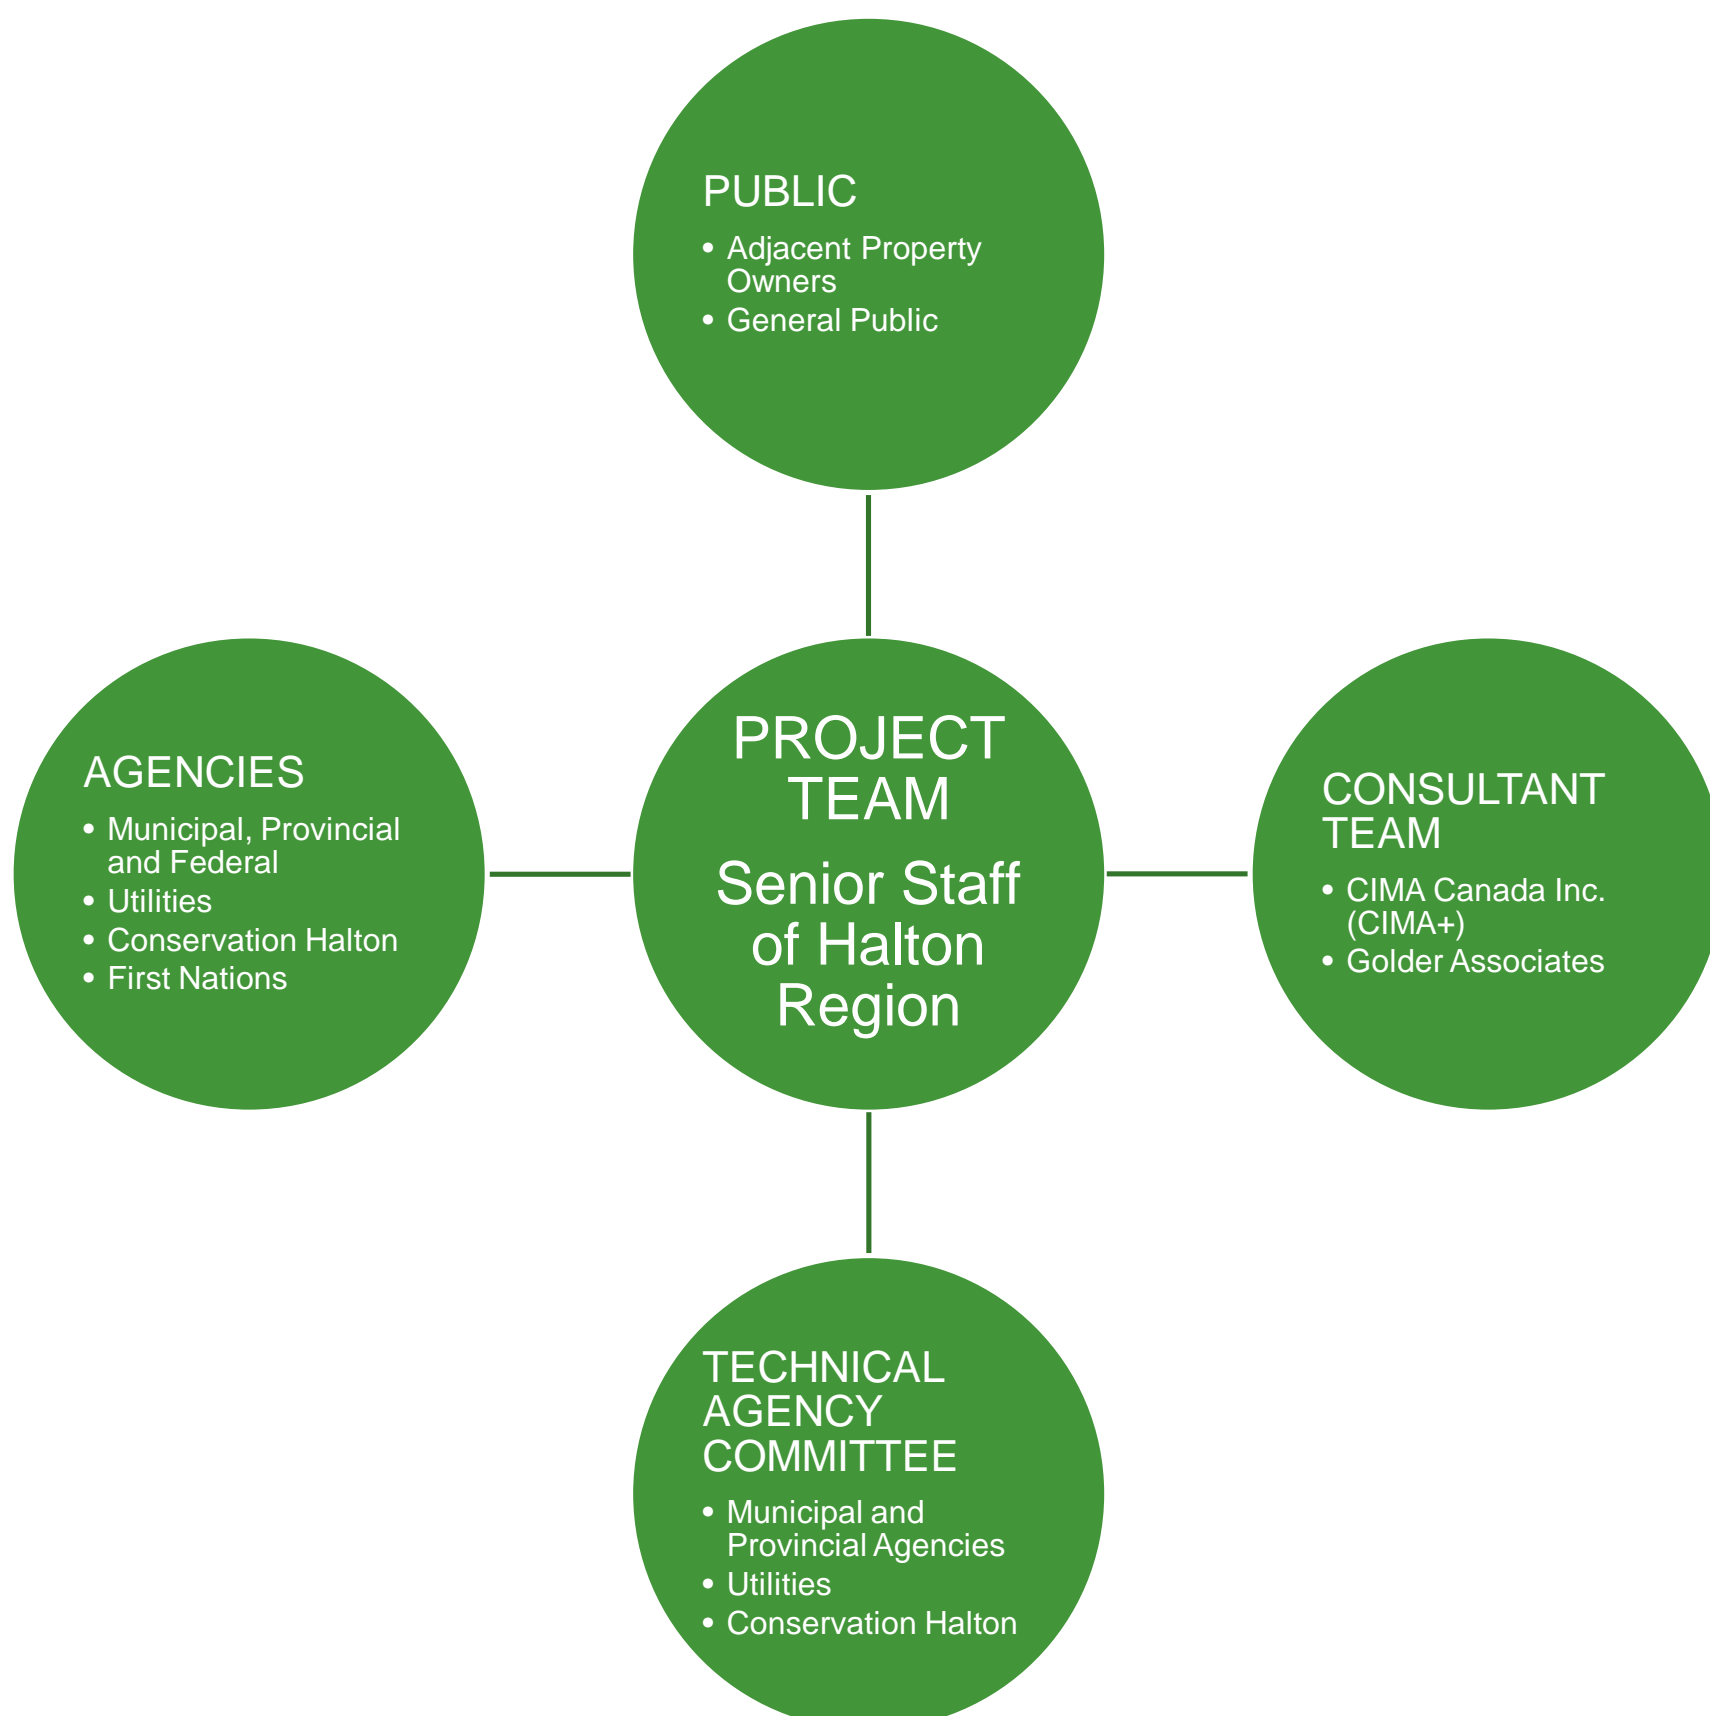 PUBLIC
• Adjacent Property
Owners
• General Public
AGENCIES
• Municipal, Provincial
and Federal
• Utilities
• Conservation Halton
• First Nations
PROJECT
TEAM
Senior Staff
of Halton
Region
CONSULTANT
TEAM
• CIMA Canada Inc.
(CIMA+)
• Golder Associates
TECHNICAL
AGENCY
COMMITTEE
• Municipal and
Provincial Agencies
• Utilities
• Conservation Halton